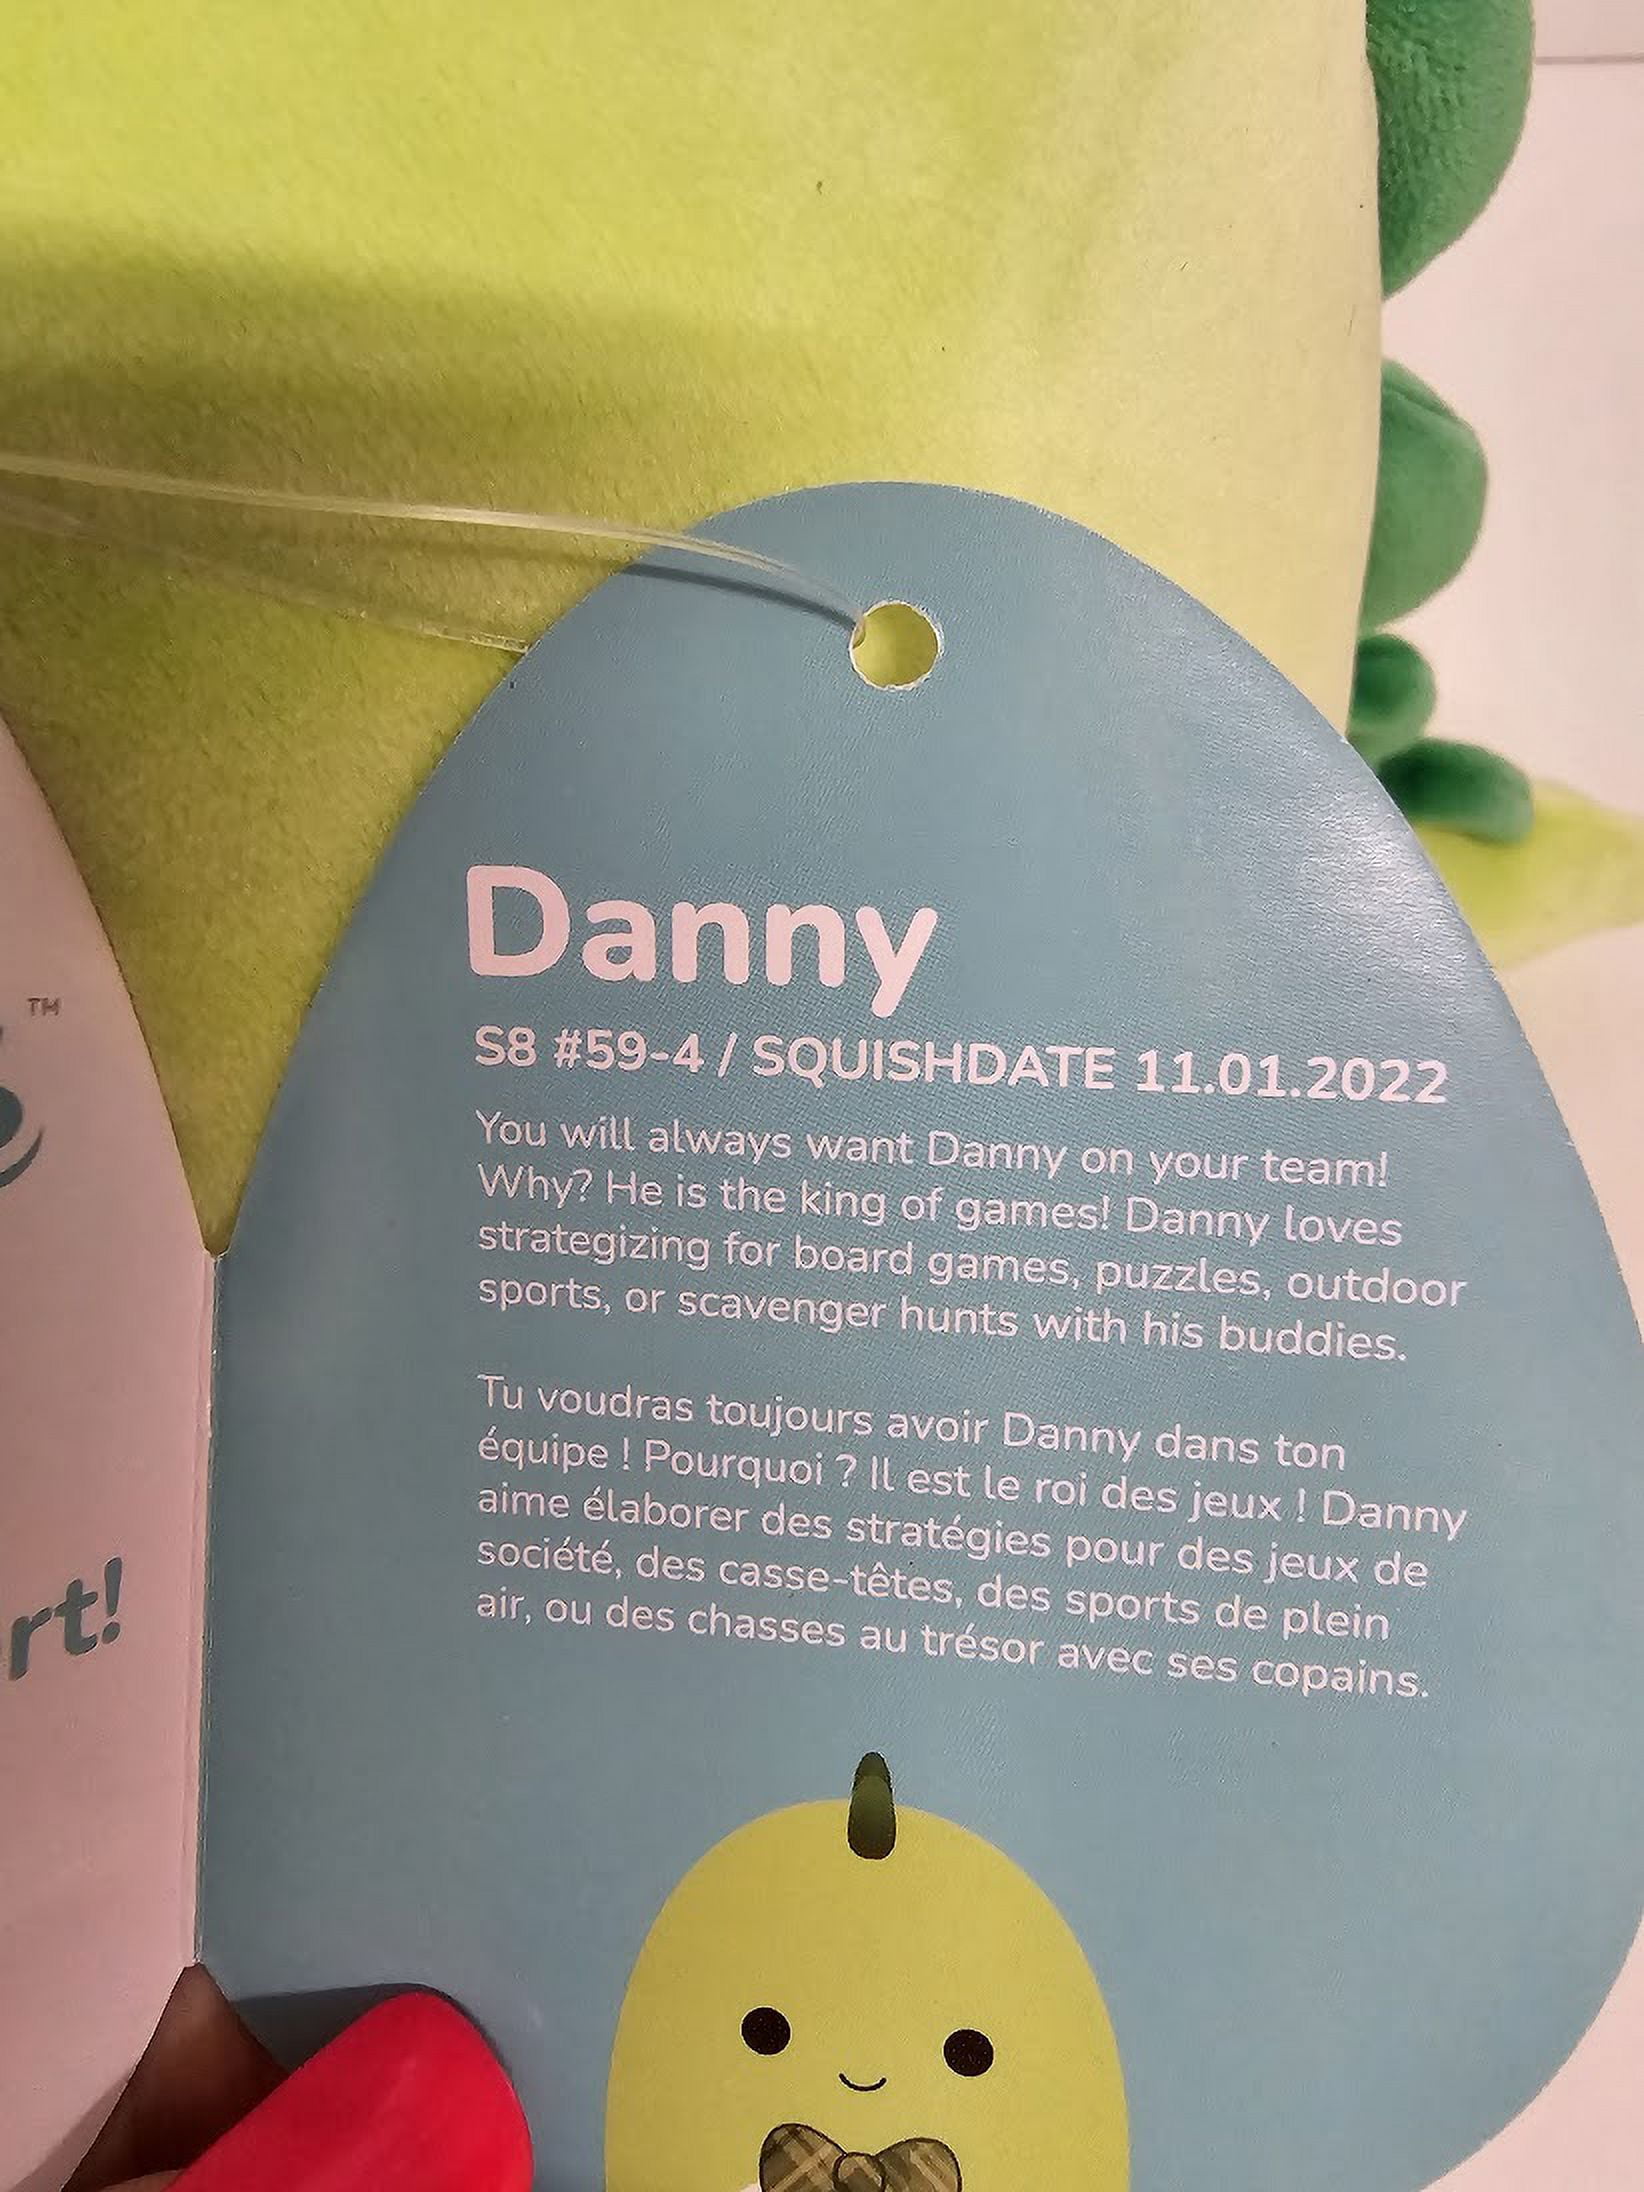 TM
rt!
Danny
S8 #59-4 / SQUISHDATE 11.01.2022
You will always want Danny on your team!
Why? He is the king of games! Danny loves
strategizing for board games, puzzles, outdoor
sports, or scavenger hunts with his buddies.
Tu voudras toujours avoir Danny dans ton
équipe ! Pourquoi ? Il est le roi des jeux ! Danny
aime élaborer des stratégies pour des jeux de
société, des casse-têtes, des sports de plein
air, ou des chasses au trésor avec ses copains.